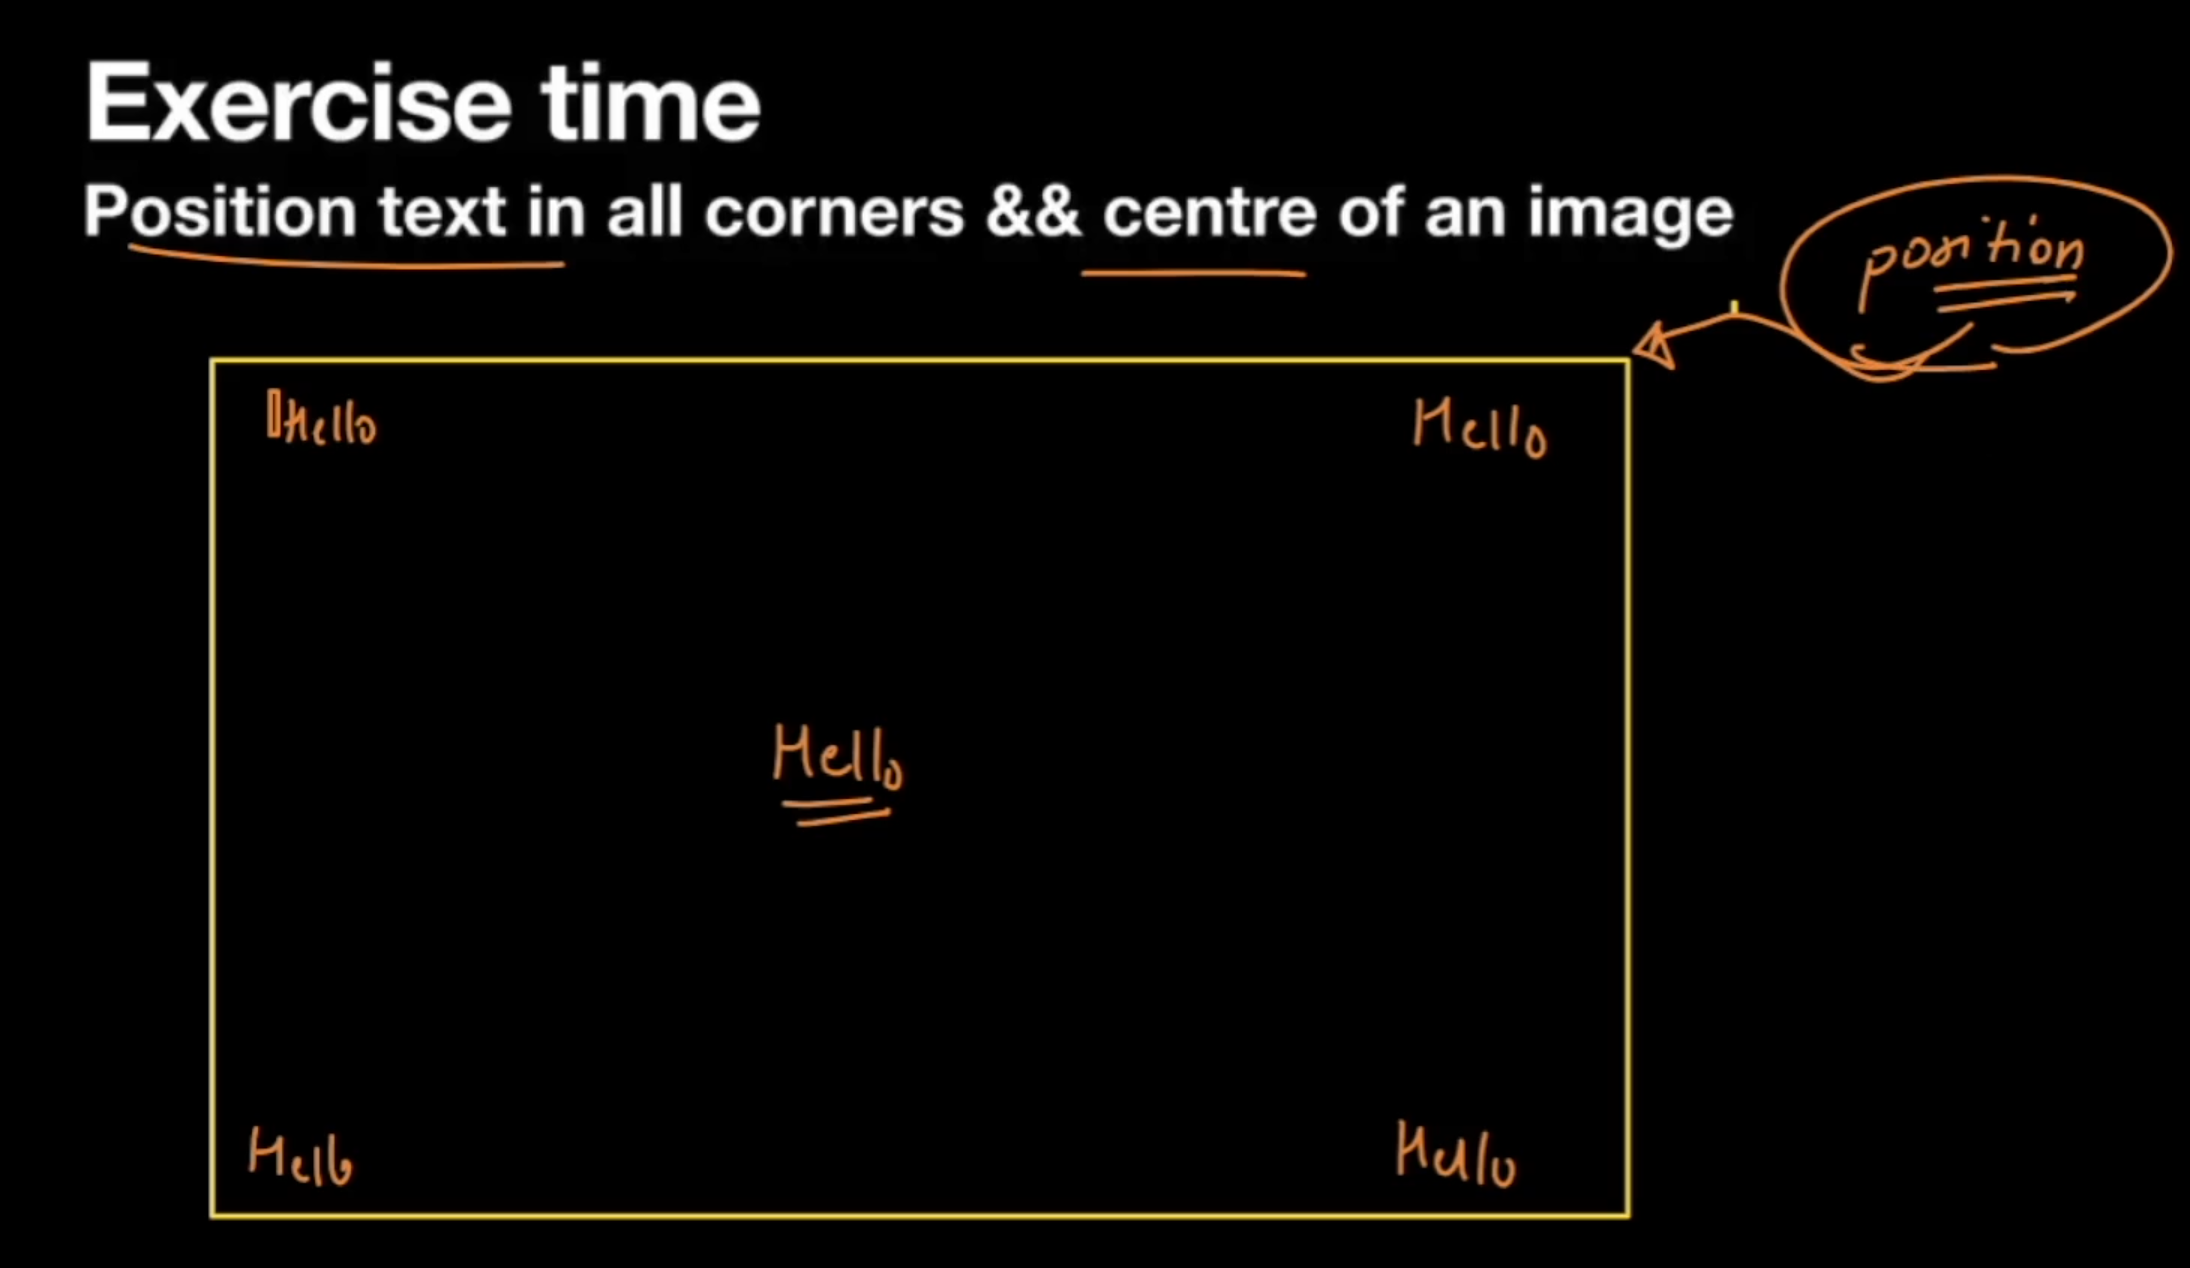 Exercise time
Position text in all corners && centre of an image
position
Hello
Hello
Hello
Hello
Hello